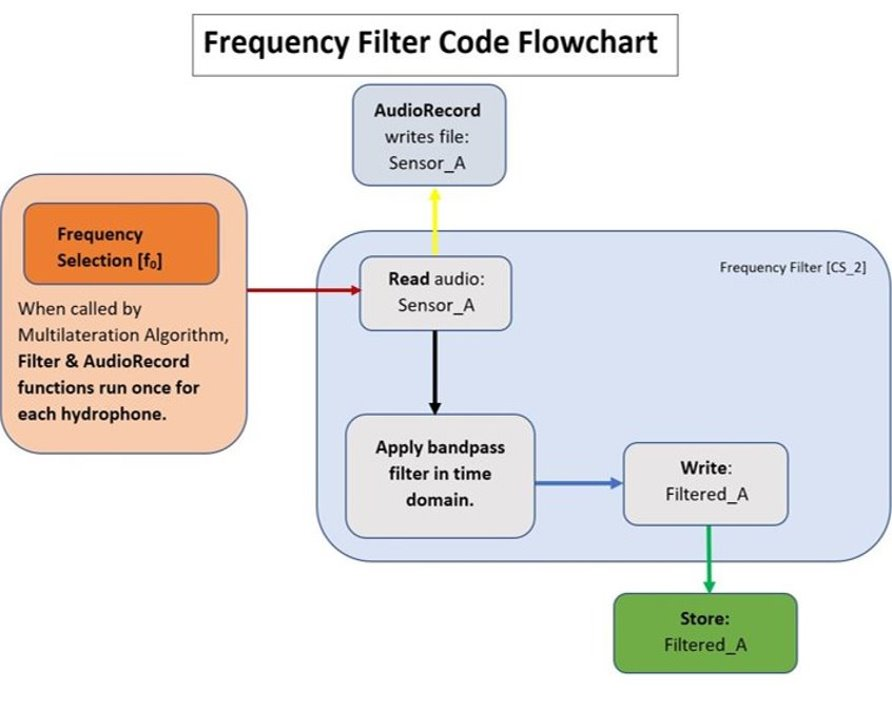 Frequency Filter Code Flowchart
AudioRecord
writes file:
Sensor_A
Frequency
Selection [f₀]
When called by
Multilateration Algorithm,
Filter & AudioRecord
functions run once for
each hydrophone.
Frequency Filter [CS_2]
Read audio:
Sensor_A
Apply bandpass
filter in time
domain.
Write:
Filtered_A
Store:
Filtered_A